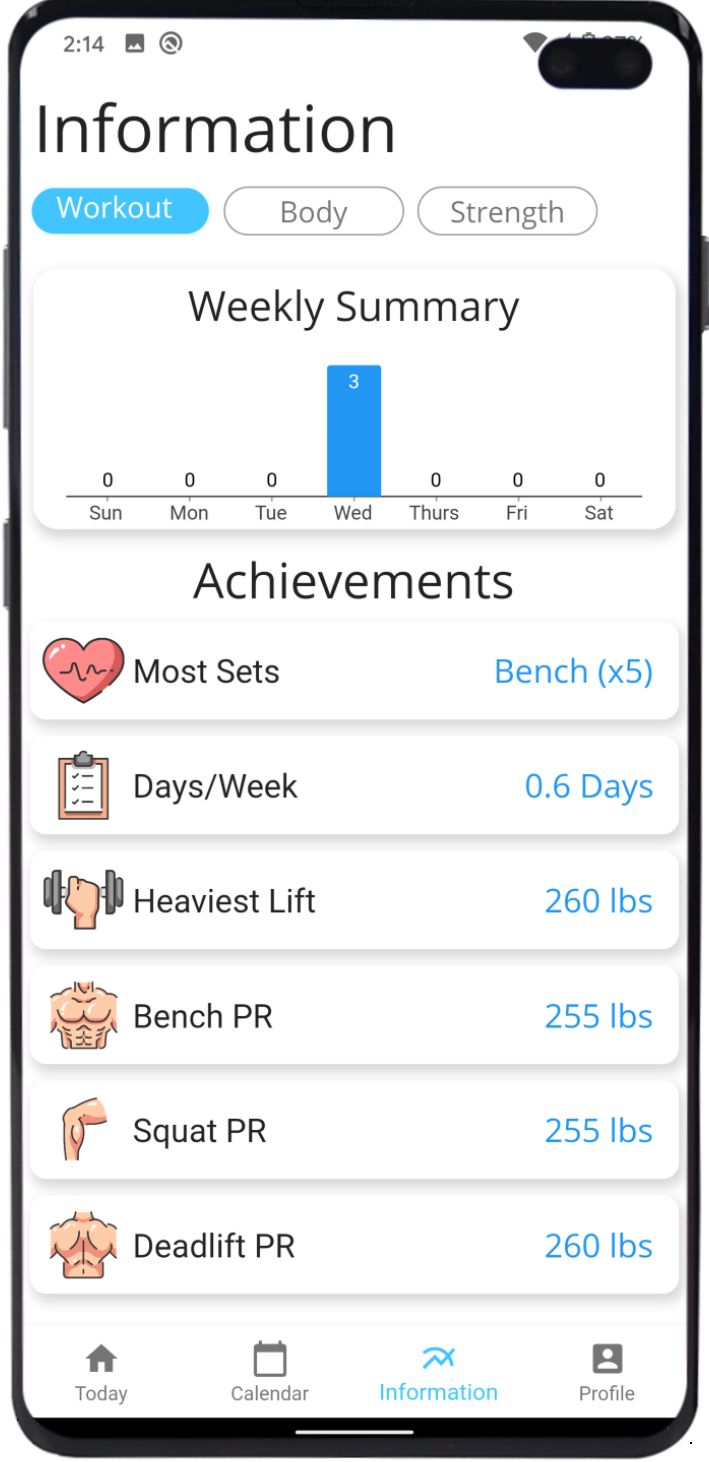 2:14
Information
Workout Body Strength
Weekly Summary
3
0 0 0 0 0 0
Sun Mon Tue Wed Thurs Fri Sat
Achievements
Most Sets Bench (x5)
Days/Week 0.6 Days
Heaviest Lift 260 lbs
Bench PR 255 lbs
Squat PR 255 lbs
Deadlift PR 260 lbs
Today Calendar Information Profile